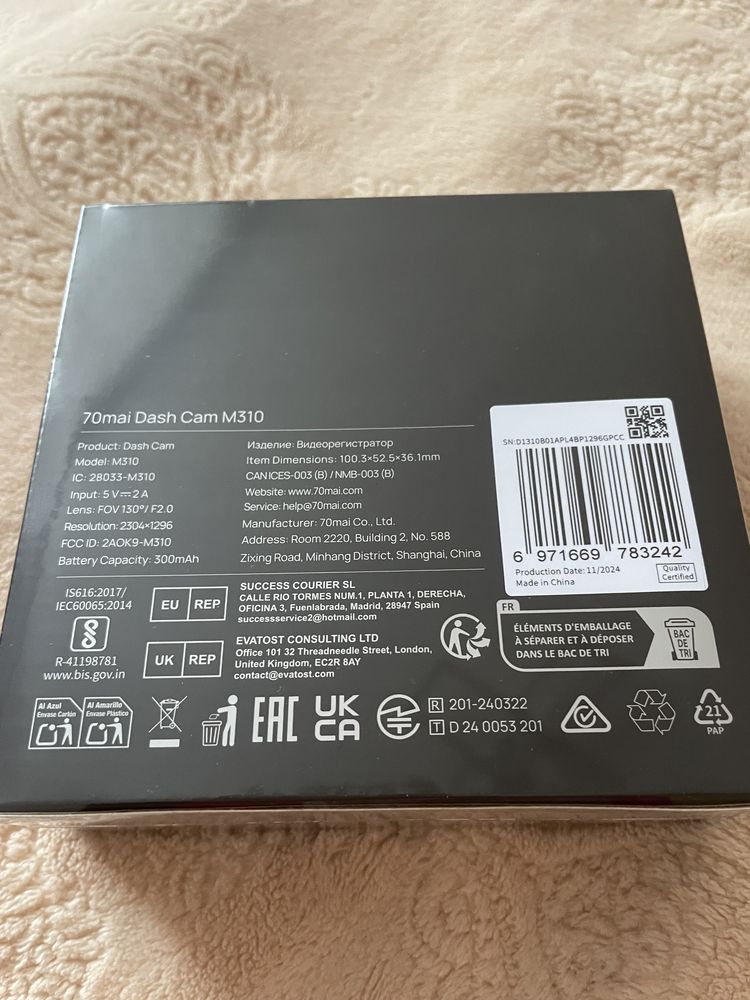 70mai Dash Cam M310
Product: Dash Cam
Model: M310
IC: 28033-M310
Input: 5 V⎓2 A
Lens: FOV 130°/ F2.0
Resolution: 2304×1296
FCC ID: 2AOK9-M310
Battery Capacity: 300mAh
Изделие: Видеорегистратор
Item Dimensions: 100.3×52.5×36.1mm
CAN ICES-003 (B) / NMB-003 (B)
Website: www.70mai.com
Service: help@70mai.com
Manufacturer: 70mai Co., Ltd.
Address: Room 2220, Building 2, No. 588
Zixing Road, Minhang District, Shanghai, China
SN:D1310B01APL4BP1296GPCC
6 971669 783242
Production Date: 11/2024
Made in China
Quality
Certified
IS616:2017/
IEC60065:2014
R-41198781
www.bis.gov.in
EU REP
SUCCESS COURIER SL
CALLE RIO TORMES NUM.1, PLANTA 1, DERECHA,
OFICINA 3, Fuenlabrada, Madrid, 28947 Spain
successservice2@hotmail.com
UK REP
EVATOST CONSULTING LTD
Office 101 32 Threadneedle Street, London,
United Kingdom, EC2R 8AY
contact@evatost.com
FR
ÉLÉMENTS D'EMBALLAGE
À SÉPARER ET À DÉPOSER
DANS LE BAC DE TRI
BAC
DE
TRI
Al Azul
Envase Cartón
Al Amarillo
Envase Plástico
EAC
UK
CA
R 201-240322
T D 24 0053 201
21
PAP